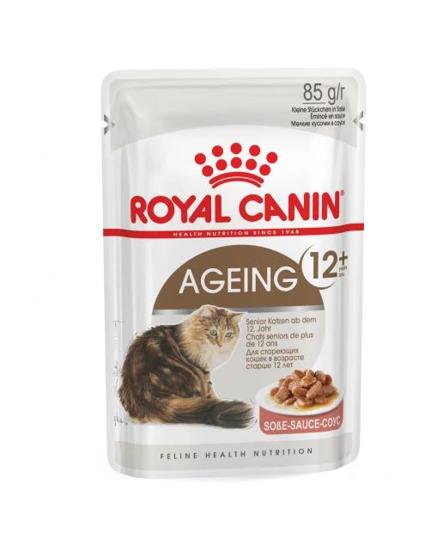 85 g/r
Kleine Stückchen in Soße
Émincé en sauce
Мелкие кусочки в соусе
ROYAL CANIN
HEALTH NUTRITION SINCE 1968
AGEING 12+
Senior Katzen ab dem
12. Jahr
Chats seniors de plus
de 12 ans
Для стареющих
кошек в возрасте
старше 12 лет
SOßE-SAUCE-СОУС
FELINE HEALTH NUTRITION